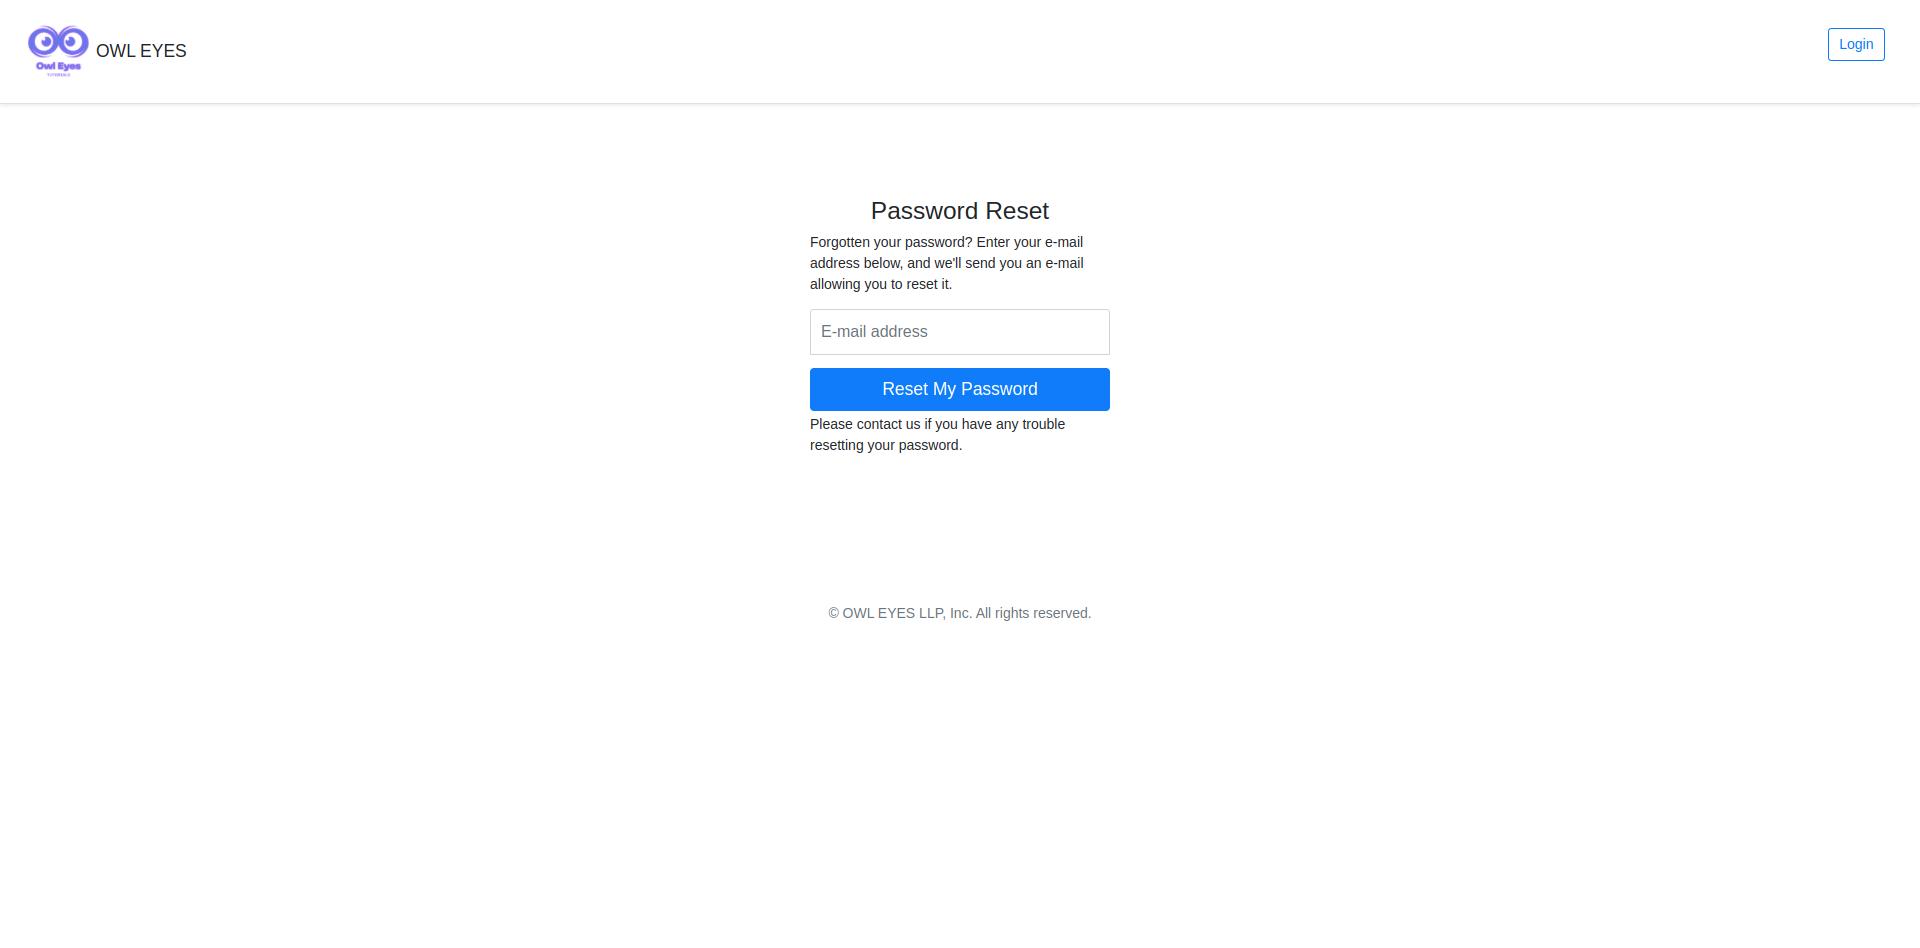 Owl Eyes
OWL EYES
Login
Password Reset
Forgotten your password? Enter your e-mail
address below, and we'll send you an e-mail
allowing you to reset it.
E-mail address
Reset My Password
Please contact us if you have any trouble
resetting your password.
© OWL EYES LLP, Inc. All rights reserved.